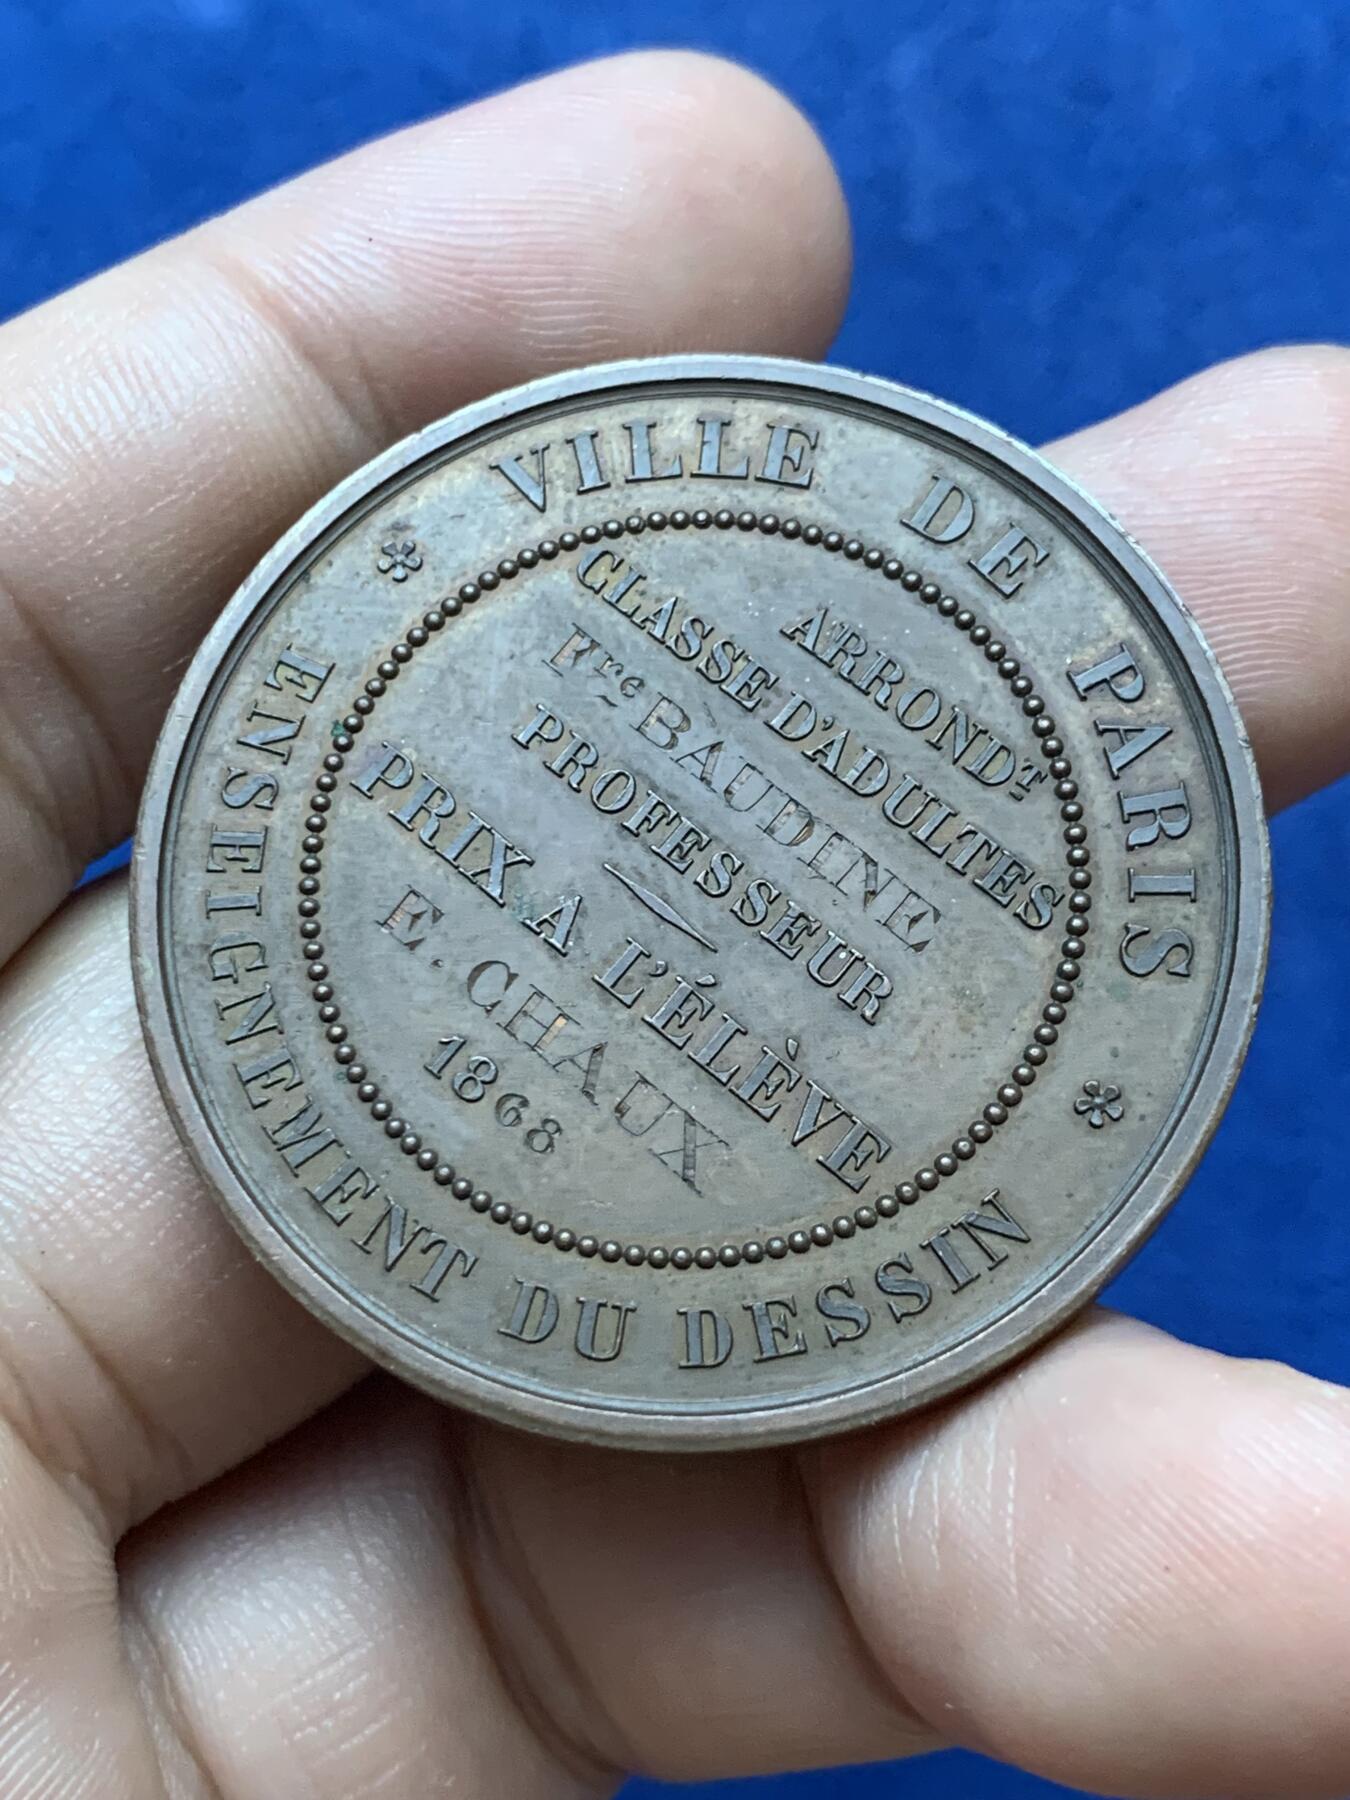 VILLE DE PARIS
ARRONDT
CLASSE D'ADULTES
Fre BAUDINE
PROFESSEUR
PRIX A L'ÉLÈVE
E. CHAUX
1868
ENSEIGNEMENT DU DESSIN